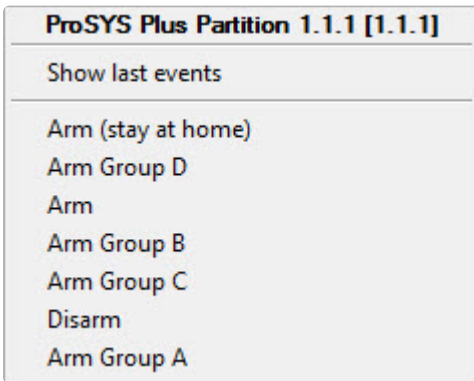 ProSYS Plus Partition 1.1.1 [1.1.1]
Show last events
Arm (stay at home)
Arm Group D
Arm
Arm Group B
Arm Group C
Disarm
Arm Group A